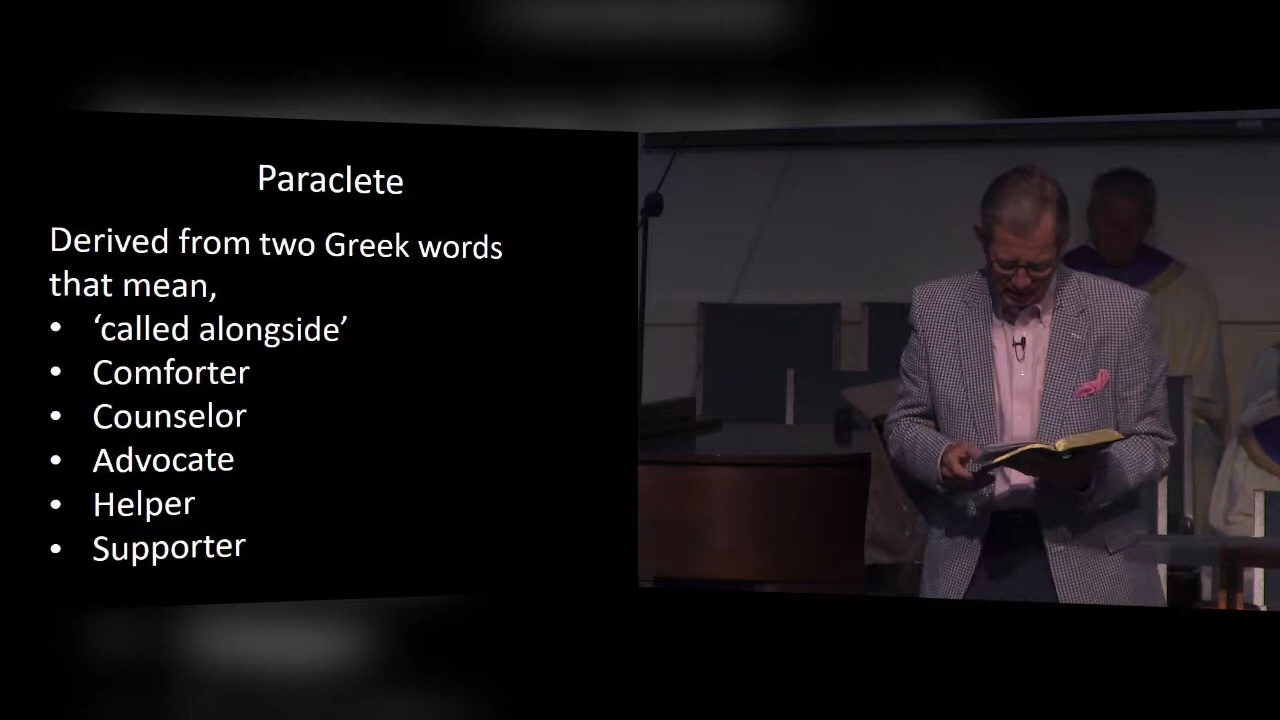 Paraclete
Derived from two Greek words
that mean,
• ‘called alongside’
• Comforter
• Counselor
• Advocate
• Helper
• Supporter